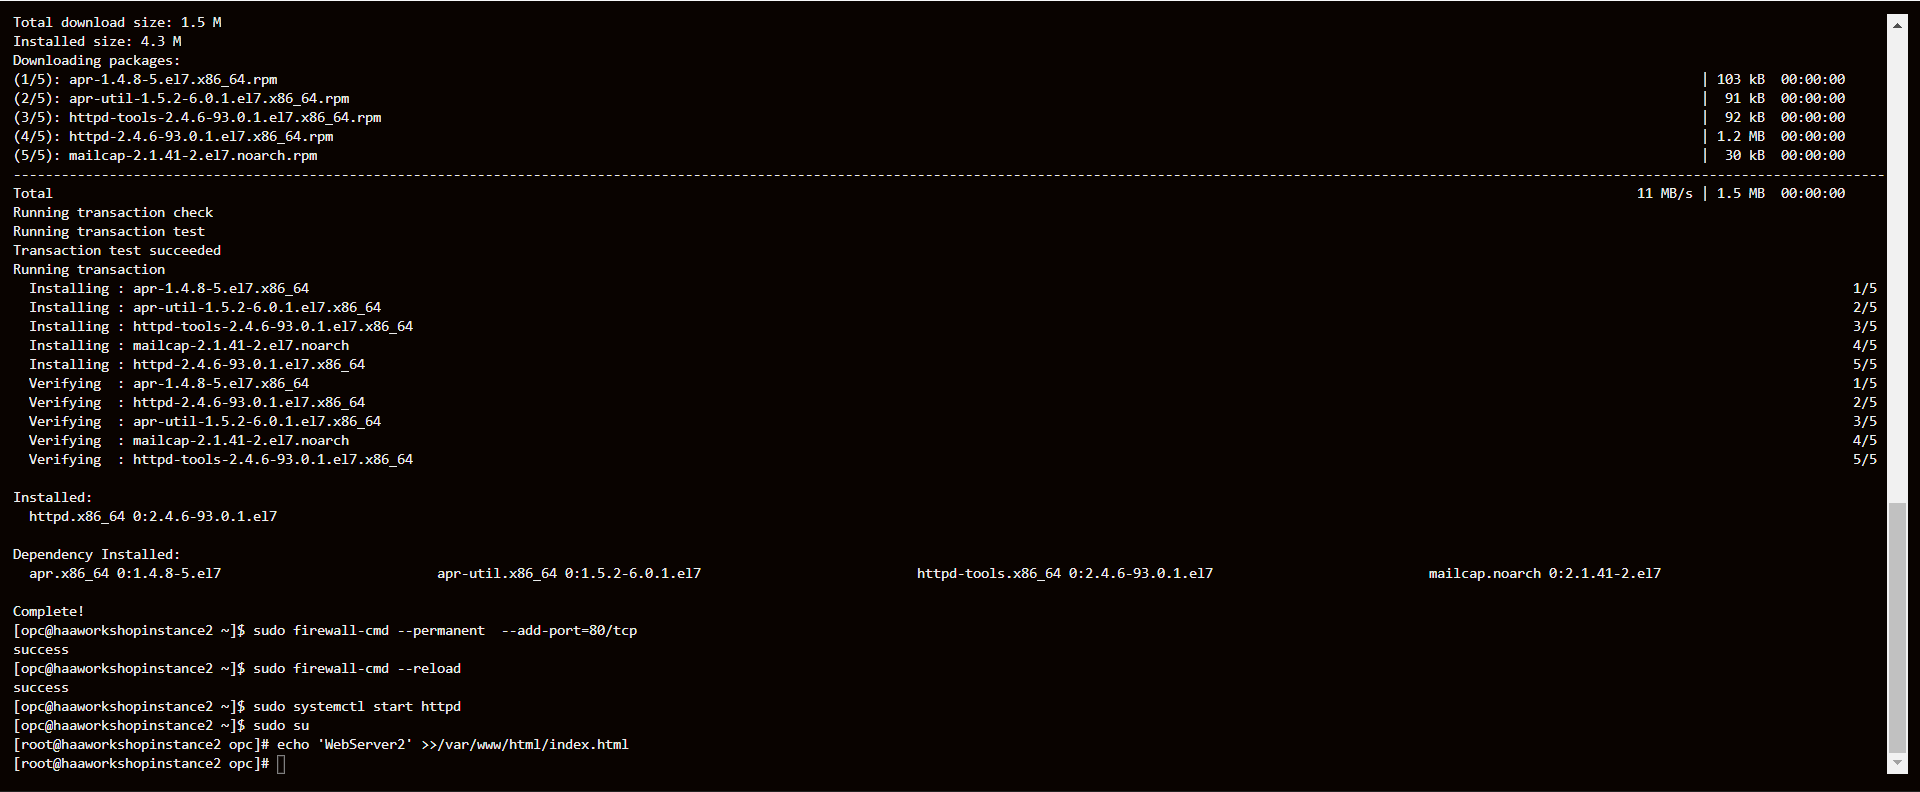 Total download size: 1.5 M
Installed size: 4.3 M
Downloading packages:
(1/5): apr-1.4.8-5.el7.x86_64.rpm | 103 kB 00:00:00
(2/5): apr-util-1.5.2-6.0.1.el7.x86_64.rpm | 91 kB 00:00:00
(3/5): httpd-tools-2.4.6-93.0.1.el7.x86_64.rpm | 92 kB 00:00:00
(4/5): httpd-2.4.6-93.0.1.el7.x86_64.rpm | 1.2 MB 00:00:00
(5/5): mailcap-2.1.41-2.el7.noarch.rpm | 30 kB 00:00:00
Total 11 MB/s | 1.5 MB 00:00:00
Running transaction check
Running transaction test
Transaction test succeeded
Running transaction
Installing : apr-1.4.8-5.el7.x86_64 1/5
Installing : apr-util-1.5.2-6.0.1.el7.x86_64 2/5
Installing : httpd-tools-2.4.6-93.0.1.el7.x86_64 3/5
Installing : mailcap-2.1.41-2.el7.noarch 4/5
Installing : httpd-2.4.6-93.0.1.el7.x86_64 5/5
Verifying : apr-1.4.8-5.el7.x86_64 1/5
Verifying : httpd-2.4.6-93.0.1.el7.x86_64 2/5
Verifying : apr-util-1.5.2-6.0.1.el7.x86_64 3/5
Verifying : mailcap-2.1.41-2.el7.noarch 4/5
Verifying : httpd-tools-2.4.6-93.0.1.el7.x86_64 5/5
Installed:
httpd.x86_64 0:2.4.6-93.0.1.el7
Dependency Installed:
apr.x86_64 0:1.4.8-5.el7 apr-util.x86_64 0:1.5.2-6.0.1.el7 httpd-tools.x86_64 0:2.4.6-93.0.1.el7 mailcap.noarch 0:2.1.41-2.el7
Complete!
[opc@haaworkshopinstance2 ~]$ sudo firewall-cmd --permanent  --add-port=80/tcp
success
[opc@haaworkshopinstance2 ~]$ sudo firewall-cmd --reload
success
[opc@haaworkshopinstance2 ~]$ sudo systemctl start httpd
[opc@haaworkshopinstance2 ~]$ sudo su
[root@haaworkshopinstance2 opc]# echo 'WebServer2' >>/var/www/html/index.html
[root@haaworkshopinstance2 opc]#